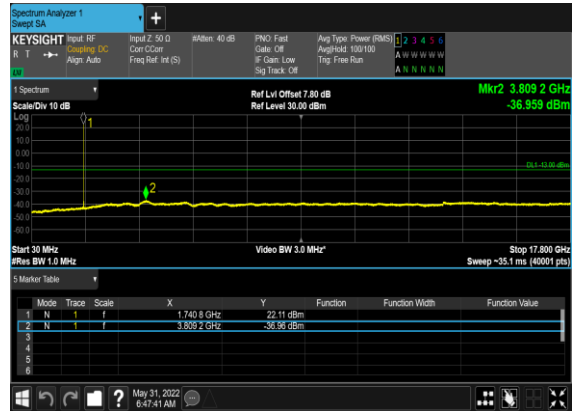 Spectrum Analyzer 1
Swept SA
+
KEYSIGHT Input: RF Input Z: 50 Ω #Atten: 40 dB PNO: Fast Avg Type: Power (RMS) 1 2 3 4 5 6
R T Coupling: DC Corr CCorr Gate: Off Avg|Hold: 100/100 A W W W W W
Align: Auto Freq Ref: Int (S) IF Gain: Low Trig: Free Run
LW Sig Track: Off A N N N N N
1 Spectrum Ref Lvl Offset 7.80 dB Mkr2 3.809 2 GHz
Scale/Div 10 dB Ref Level 30.00 dBm -36.959 dBm
Log
20.0
10.0
0.00
-10.0
DL1 -13.00 dBm
-20.0
-30.0
-40.0
-50.0
-60.0
1
2
Start 30 MHz Video BW 3.0 MHz* Stop 17.800 GHz
#Res BW 1.0 MHz Sweep ~35.1 ms (40001 pts)
5 Marker Table
Mode Trace Scale X Y Function Function Width Function Value
1 N 1 f 1.740 8 GHz 22.11 dBm
2 N 1 f 3.809 2 GHz -36.96 dBm
3
4
5
6
? May 31, 2022
6:47:41 AM